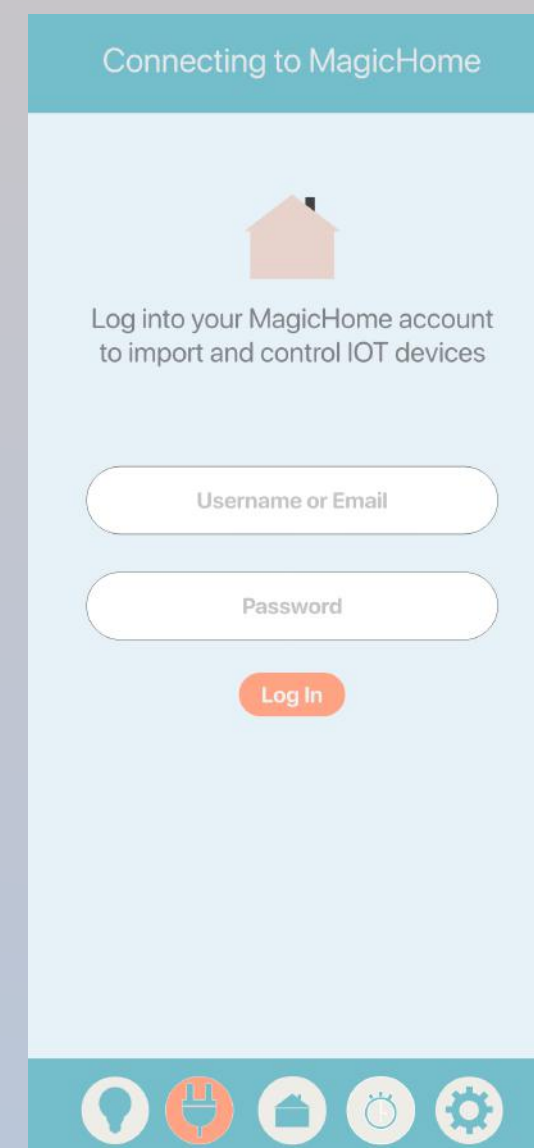 Connecting to MagicHome
Log into your MagicHome account
to import and control IOT devices
Username or Email
Password
Log In